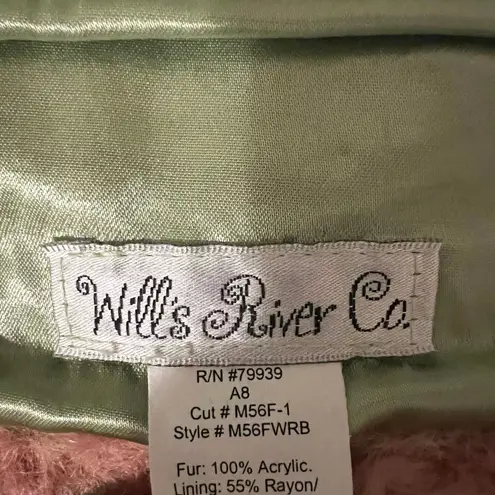 Will's River Co.
R/N #79939
A8
Cut # M56F-1
Style # M56FWRB
Fur: 100% Acrylic.
Lining: 55% Rayon/